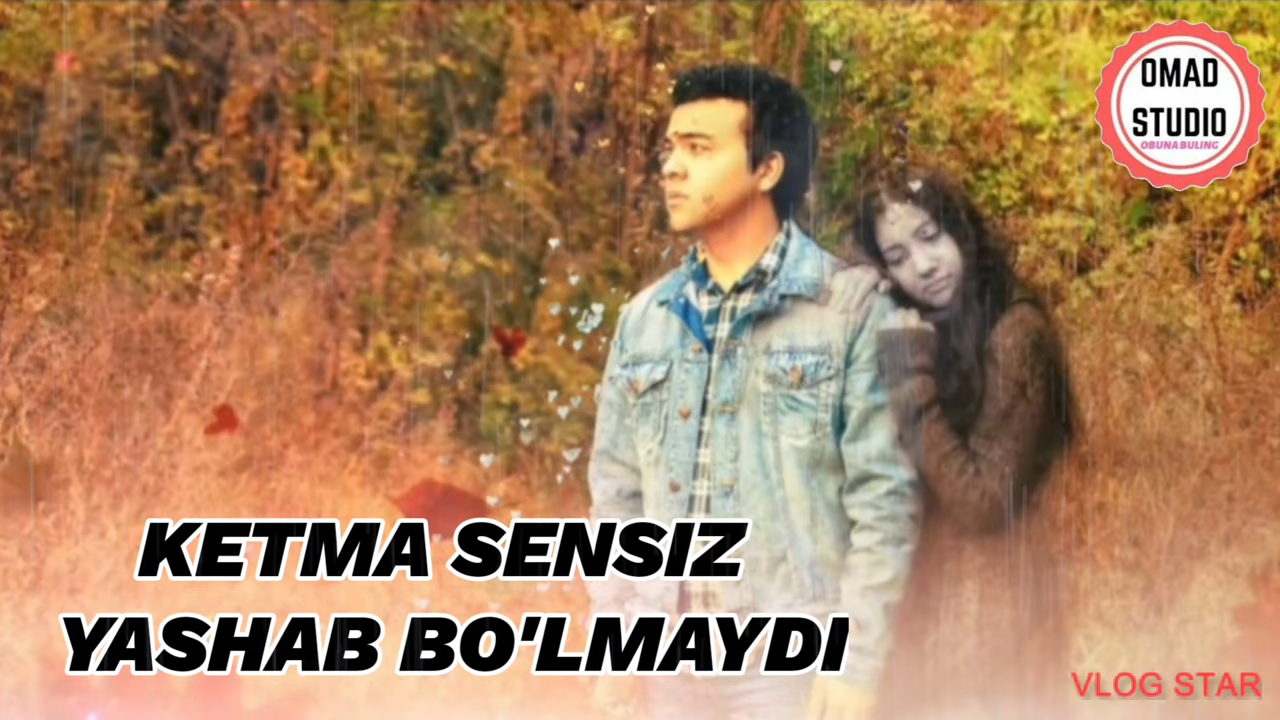 OMAD
STUDIO
OBUNA BULING
KETMA SENSIZ
YASHAB BO'LMAYDI
VLOG STAR